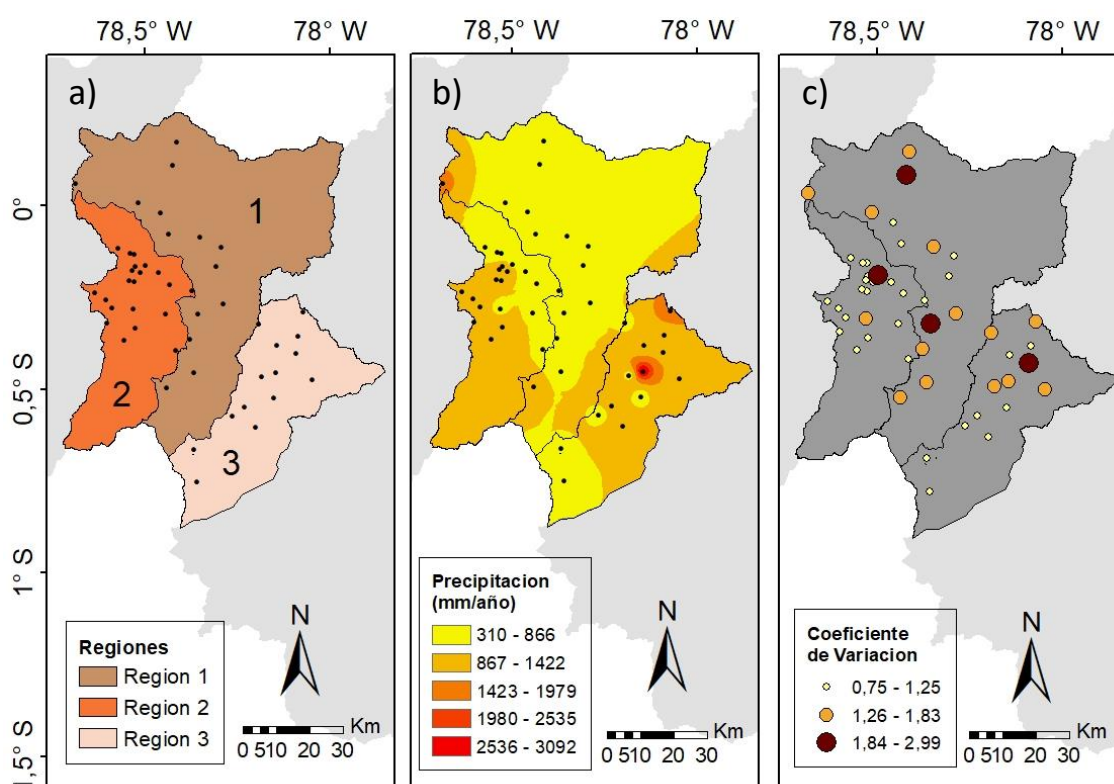 78,5° W 78° W 78,5° W 78° W 78,5° W 78° W
a) b) c)
0°
0,5° S
1° S
1,5° S
1
2
3
Regiones
Region 1
Region 2
Region 3
N
Km
0 510 20 30
Precipitacion
(mm/año)
310 - 866
867 - 1422
1423 - 1979
1980 - 2535
2536 - 3092
N
Km
0 510 20 30
Coeficiente
de Variacion
0,75 - 1,25
1,26 - 1,83
1,84 - 2,99
N
Km
0 510 20 30